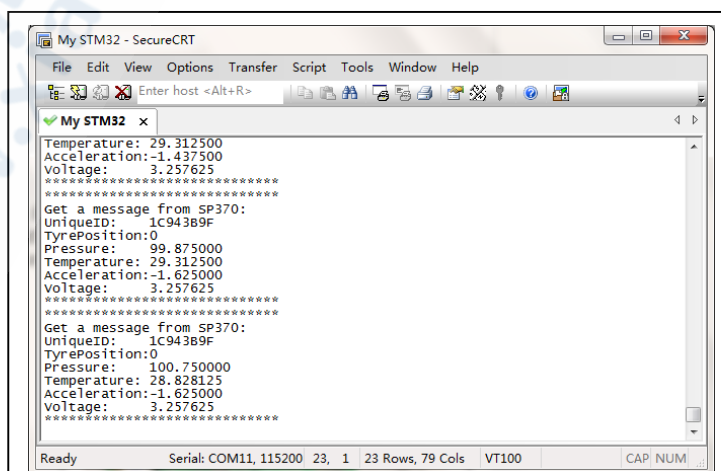 My STM32 - SecureCRT
File Edit View Options Transfer Script Tools Window Help
Enter host <Alt+R>
My STM32 x
Temperature: 29.312500
Acceleration:-1.437500
Voltage: 3.257625
******************************
******************************
Get a message from SP370:
UniqueID: 1C943B9F
TyrePosition:0
Pressure: 99.875000
Temperature: 29.312500
Acceleration:-1.625000
Voltage: 3.257625
******************************
******************************
Get a message from SP370:
UniqueID: 1C943B9F
TyrePosition:0
Pressure: 100.750000
Temperature: 28.828125
Acceleration:-1.625000
Voltage: 3.257625
******************************
Ready Serial: COM11, 115200 23, 1 23 Rows, 79 Cols VT100 CAP NUM